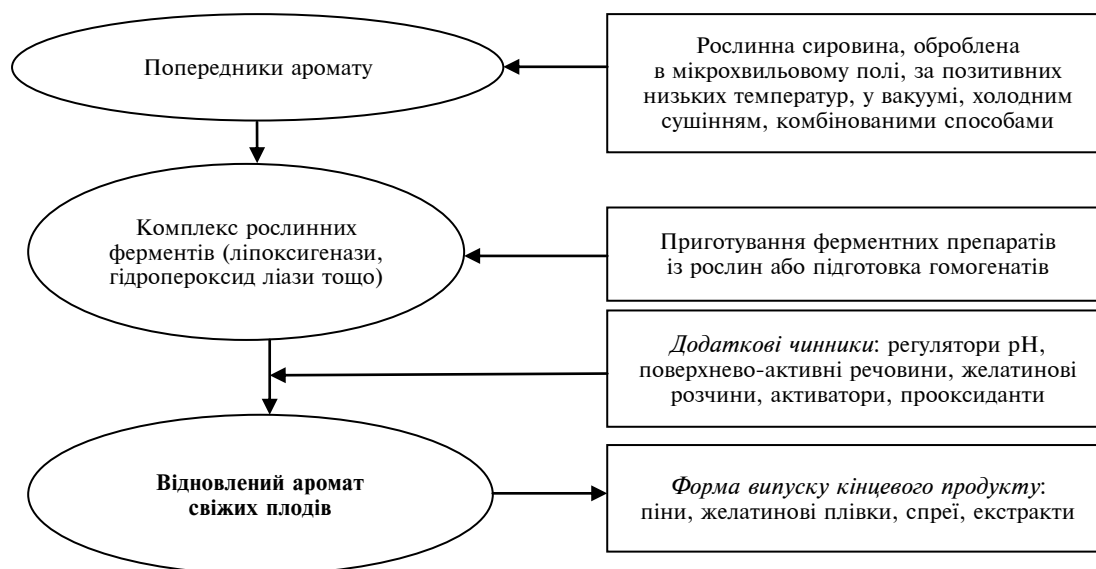 Попередники аромату
Рослинна сировина, оброблена
в мікрохвильовому полі, за позитивних
низьких температур, у вакуумі, холодним
сушінням, комбінованими способами
Комплекс рослинних
ферментів (ліпоксигенази,
гідропероксид ліази тощо)
Приготування ферментних препаратів
із рослин або підготовка гомогенатів
Додаткові чинники: регулятори рН,
поверхнево-активні речовини, желатинові
розчини, активатори, прооксиданти
Відновлений аромат
свіжих плодів
Форма випуску кінцевого продукту:
піни, желатинові плівки, спреї, екстракти